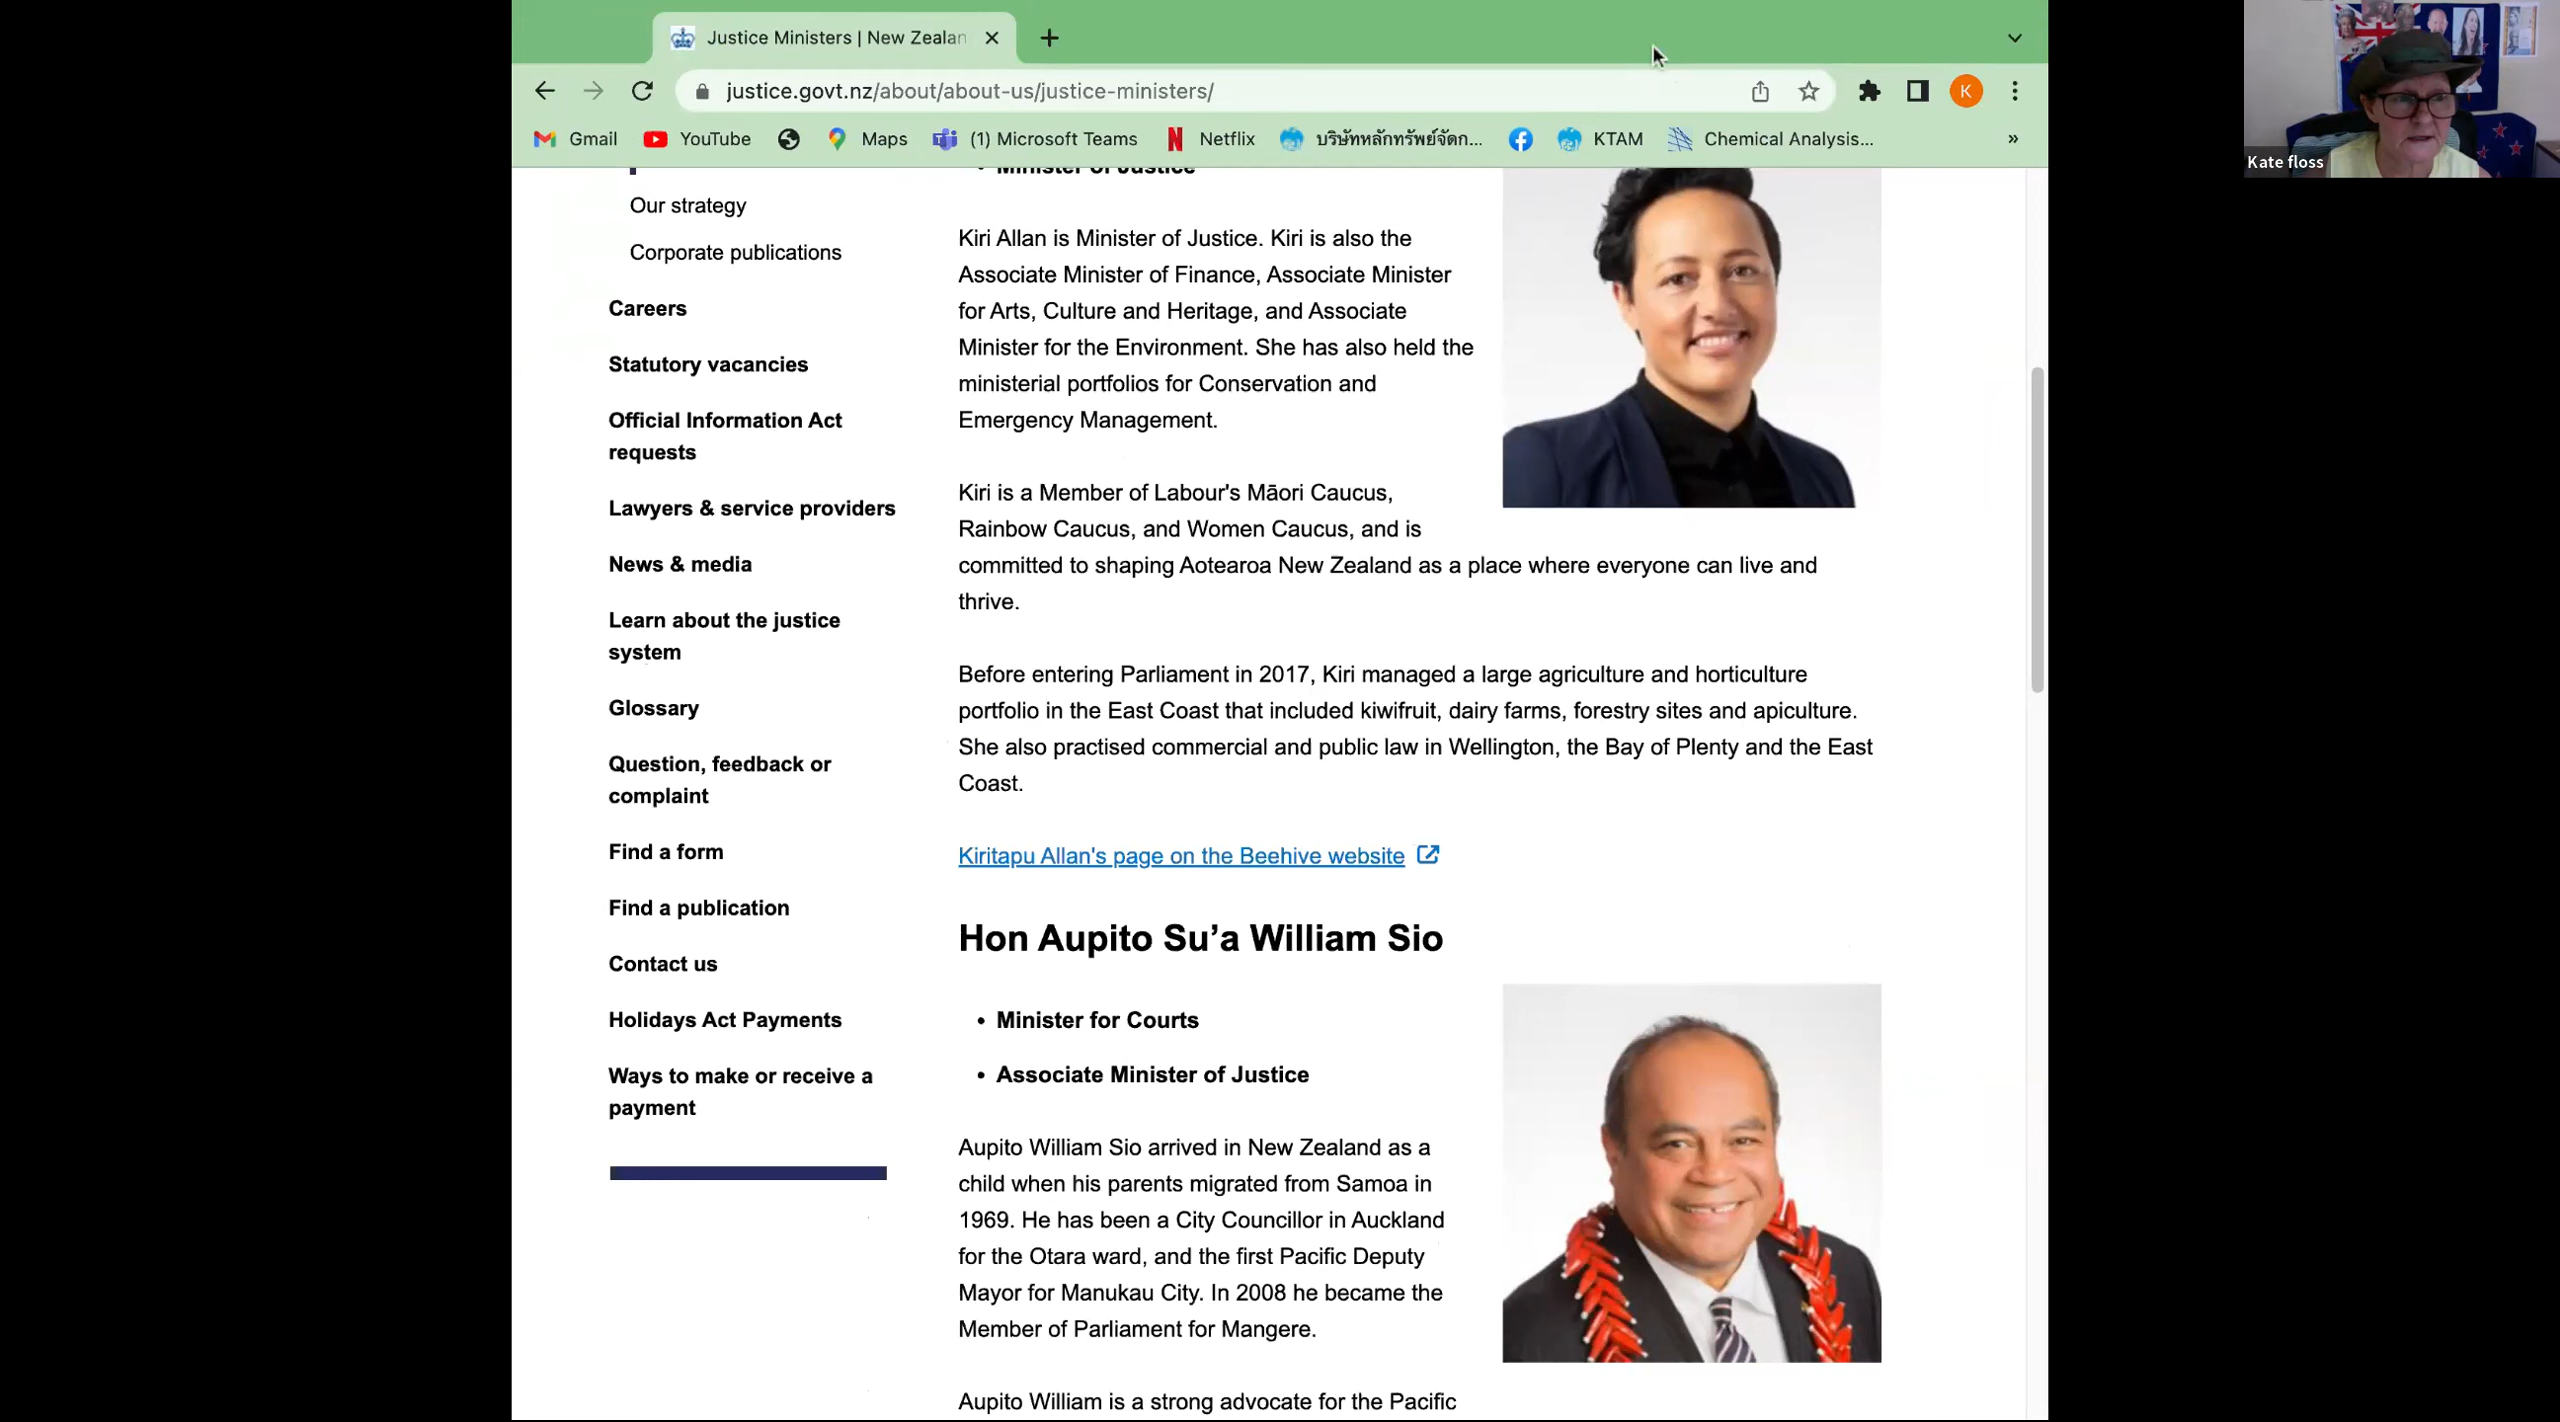 Justice Ministers | New Zealan
justice.govt.nz/about/about-us/justice-ministers/
K
Gmail
YouTube
Maps
(1) Microsoft Teams
Netflix
บริษัทหลักทรัพย์จัดก...
KTAM
Chemical Analysis...
»
Kate floss
Our strategy
Corporate publications
Careers
Statutory vacancies
Official Information Act
requests
Lawyers & service providers
News & media
Learn about the justice
system
Glossary
Question, feedback or
complaint
Find a form
Find a publication
Contact us
Holidays Act Payments
Ways to make or receive a
payment
• Minister of Justice
Kiri Allan is Minister of Justice. Kiri is also the
Associate Minister of Finance, Associate Minister
for Arts, Culture and Heritage, and Associate
Minister for the Environment. She has also held the
ministerial portfolios for Conservation and
Emergency Management.
Kiri is a Member of Labour's Māori Caucus,
Rainbow Caucus, and Women Caucus, and is
committed to shaping Aotearoa New Zealand as a place where everyone can live and
thrive.
Before entering Parliament in 2017, Kiri managed a large agriculture and horticulture
portfolio in the East Coast that included kiwifruit, dairy farms, forestry sites and apiculture.
She also practised commercial and public law in Wellington, the Bay of Plenty and the East
Coast.
Kiritapu Allan's page on the Beehive website
Hon Aupito Su’a William Sio
• Minister for Courts
• Associate Minister of Justice
Aupito William Sio arrived in New Zealand as a
child when his parents migrated from Samoa in
1969. He has been a City Councillor in Auckland
for the Otara ward, and the first Pacific Deputy
Mayor for Manukau City. In 2008 he became the
Member of Parliament for Mangere.
Aupito William is a strong advocate for the Pacific